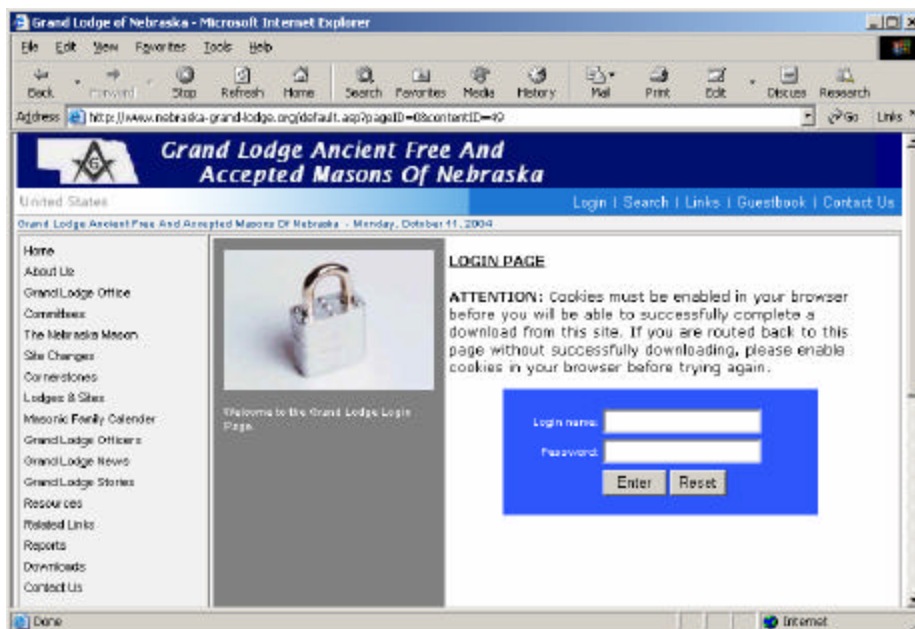 Grand Lodge of Nebraska - Microsoft Internet Explorer
File Edit View Favorites Tools Help
Back Forward Stop Refresh Home Search Favorites Media History Mail Print Edit Discuss Research
Address http://www.nebraska-grand-lodge.org/default.asp?pageID=0&contentID=49 Go Links »
G
Grand Lodge Ancient Free And
Accepted Masons Of Nebraska
United States
Login | Search | Links | Guestbook | Contact Us
Grand Lodge Ancient Free And Accepted Masons Of Nebraska - Monday, October 11, 2004
Home
About Us
Grand Lodge Office
Committees
The Nebraska Mason
Site Changes
Cornerstones
Lodges & Sites
Masonic Family Calender
Grand Lodge Officers
Grand Lodge News
Grand Lodge Stories
Resources
Related Links
Reports
Downloads
Contact Us
Welcome to the Grand Lodge Login
Page.
LOGIN PAGE
ATTENTION: Cookies must be enabled in your browser
before you will be able to successfully complete a
download from this site. If you are routed back to this
page without successfully downloading, please enable
cookies in your browser before trying again.
Login name:
Password:
Enter Reset
Done
Internet